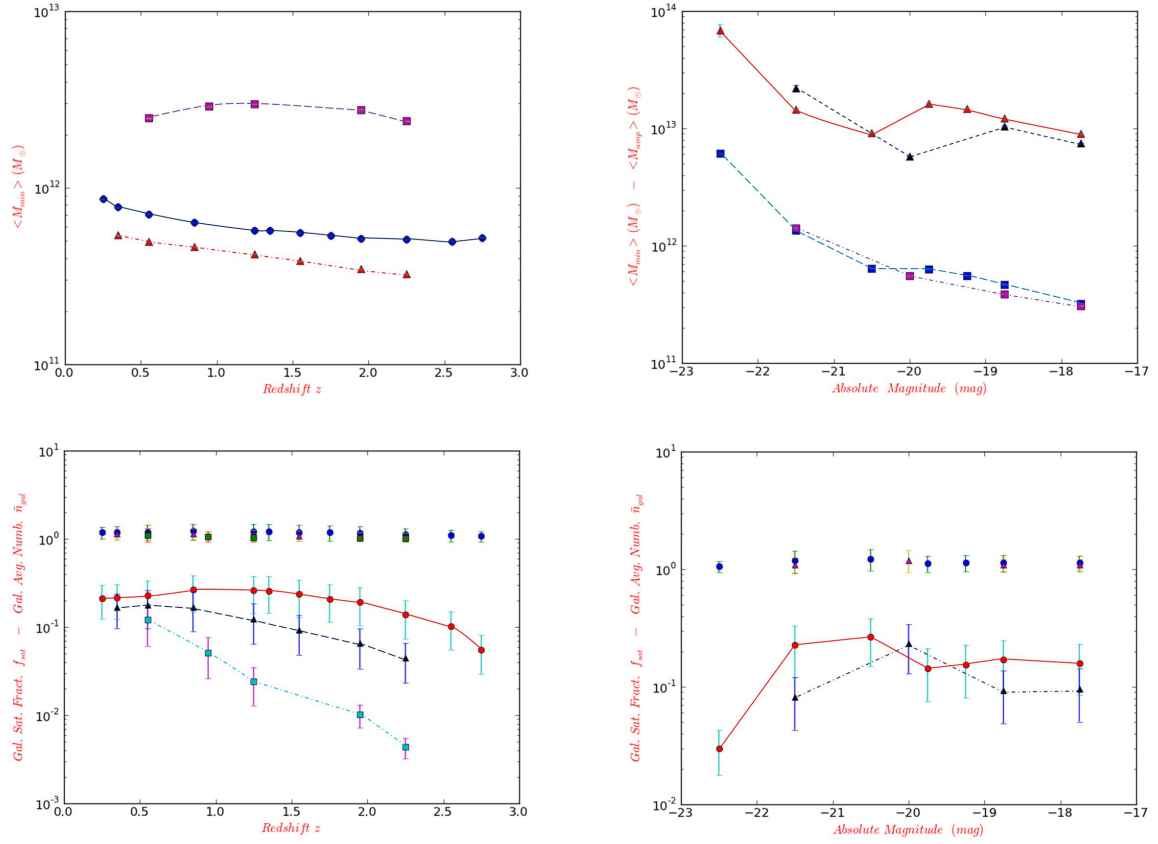 10^13
10^12
10^11
<M_min> (M_⊙)
0.0 0.5 1.0 1.5 2.0 2.5 3.0
Redshift z
10^14
10^13
10^12
10^11
<M_min> (M_⊙) − <M_amp> (M_⊙)
−23 −22 −21 −20 −19 −18 −17
Absolute Magnitude (mag)
10^1
10^0
10^-1
10^-2
10^-3
Gal. Sat. Fract. f_sat − Gal. Avg. Numb. n̄_gal
0.0 0.5 1.0 1.5 2.0 2.5 3.0
Redshift z
10^1
10^0
10^-1
10^-2
Gal. Sat. Fract. f_sat − Gal. Avg. Numb. n̄_gal
−23 −22 −21 −20 −19 −18 −17
Absolute Magnitude (mag)